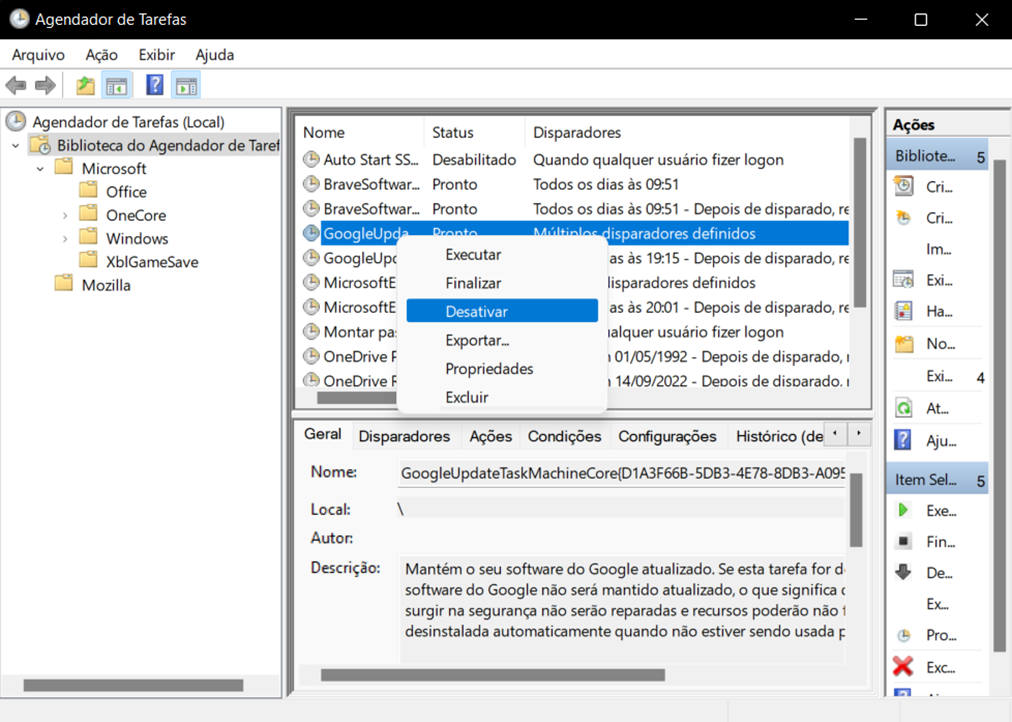 Agendador de Tarefas
Arquivo Ação Exibir Ajuda
Agendador de Tarefas (Local)
Biblioteca do Agendador de Taref
Microsoft
Office
OneCore
Windows
XblGameSave
Mozilla
Nome Status Disparadores
Auto Start SS... Desabilitado Quando qualquer usuário fizer logon
BraveSoftwar... Pronto Todos os dias às 09:51
BraveSoftwar... Pronto Todos os dias às 09:51 - Depois de disparado, re
GoogleUpda Pronto Múltiplos disparadores definidos
GoogleUpd as às 19:15 - Depois de disparado, re
MicrosoftE disparadores definidos
MicrosoftE as às 20:01 - Depois de disparado, re
Montar pa ualquer usuário fizer logon
OneDrive R 01/05/1992 - Depois de disparado, r
OneDrive R 14/09/2022 - Depois de disparado, r
Executar
Finalizar
Desativar
Exportar...
Propriedades
Excluir
Geral Disparadores Ações Condições Configurações Histórico (de
Nome: GoogleUpdateTaskMachineCore{D1A3F66B-5DB3-4E78-8DB3-A095
Local: \
Autor:
Descrição: Mantém o seu software do Google atualizado. Se esta tarefa for de
software do Google não será mantido atualizado, o que significa
surgir na segurança não serão reparadas e recursos poderão não f
desinstalada automaticamente quando não estiver sendo usada p
Ações
Bibliote... 5
Cri...
Cri...
Im...
Exi...
Ha...
No...
Exi... 4
At...
Aju...
Item Sel... 5
Exe...
Fin...
De...
Ex...
Pro...
Exc...